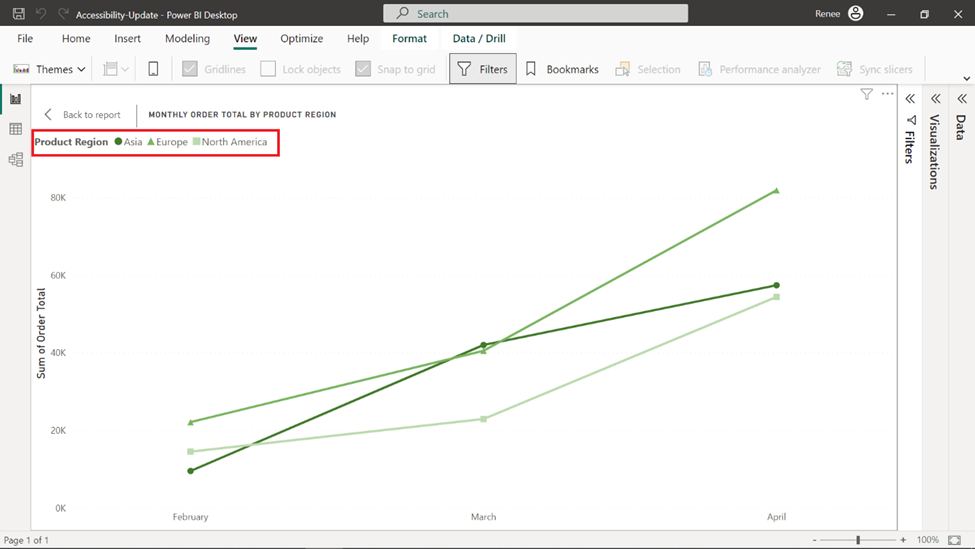 Accessibility-Update - Power BI Desktop
Search
Renee
File Home Insert Modeling View Optimize Help Format Data / Drill
Themes Gridlines Lock objects Snap to grid Filters Bookmarks Selection Performance analyzer Sync slicers
Back to report
MONTHLY ORDER TOTAL BY PRODUCT REGION
Product Region Asia Europe North America
80K
60K
40K
20K
0K
Sum of Order Total
February March April
Filters
Visualizations
Data
Page 1 of 1
- + 100%